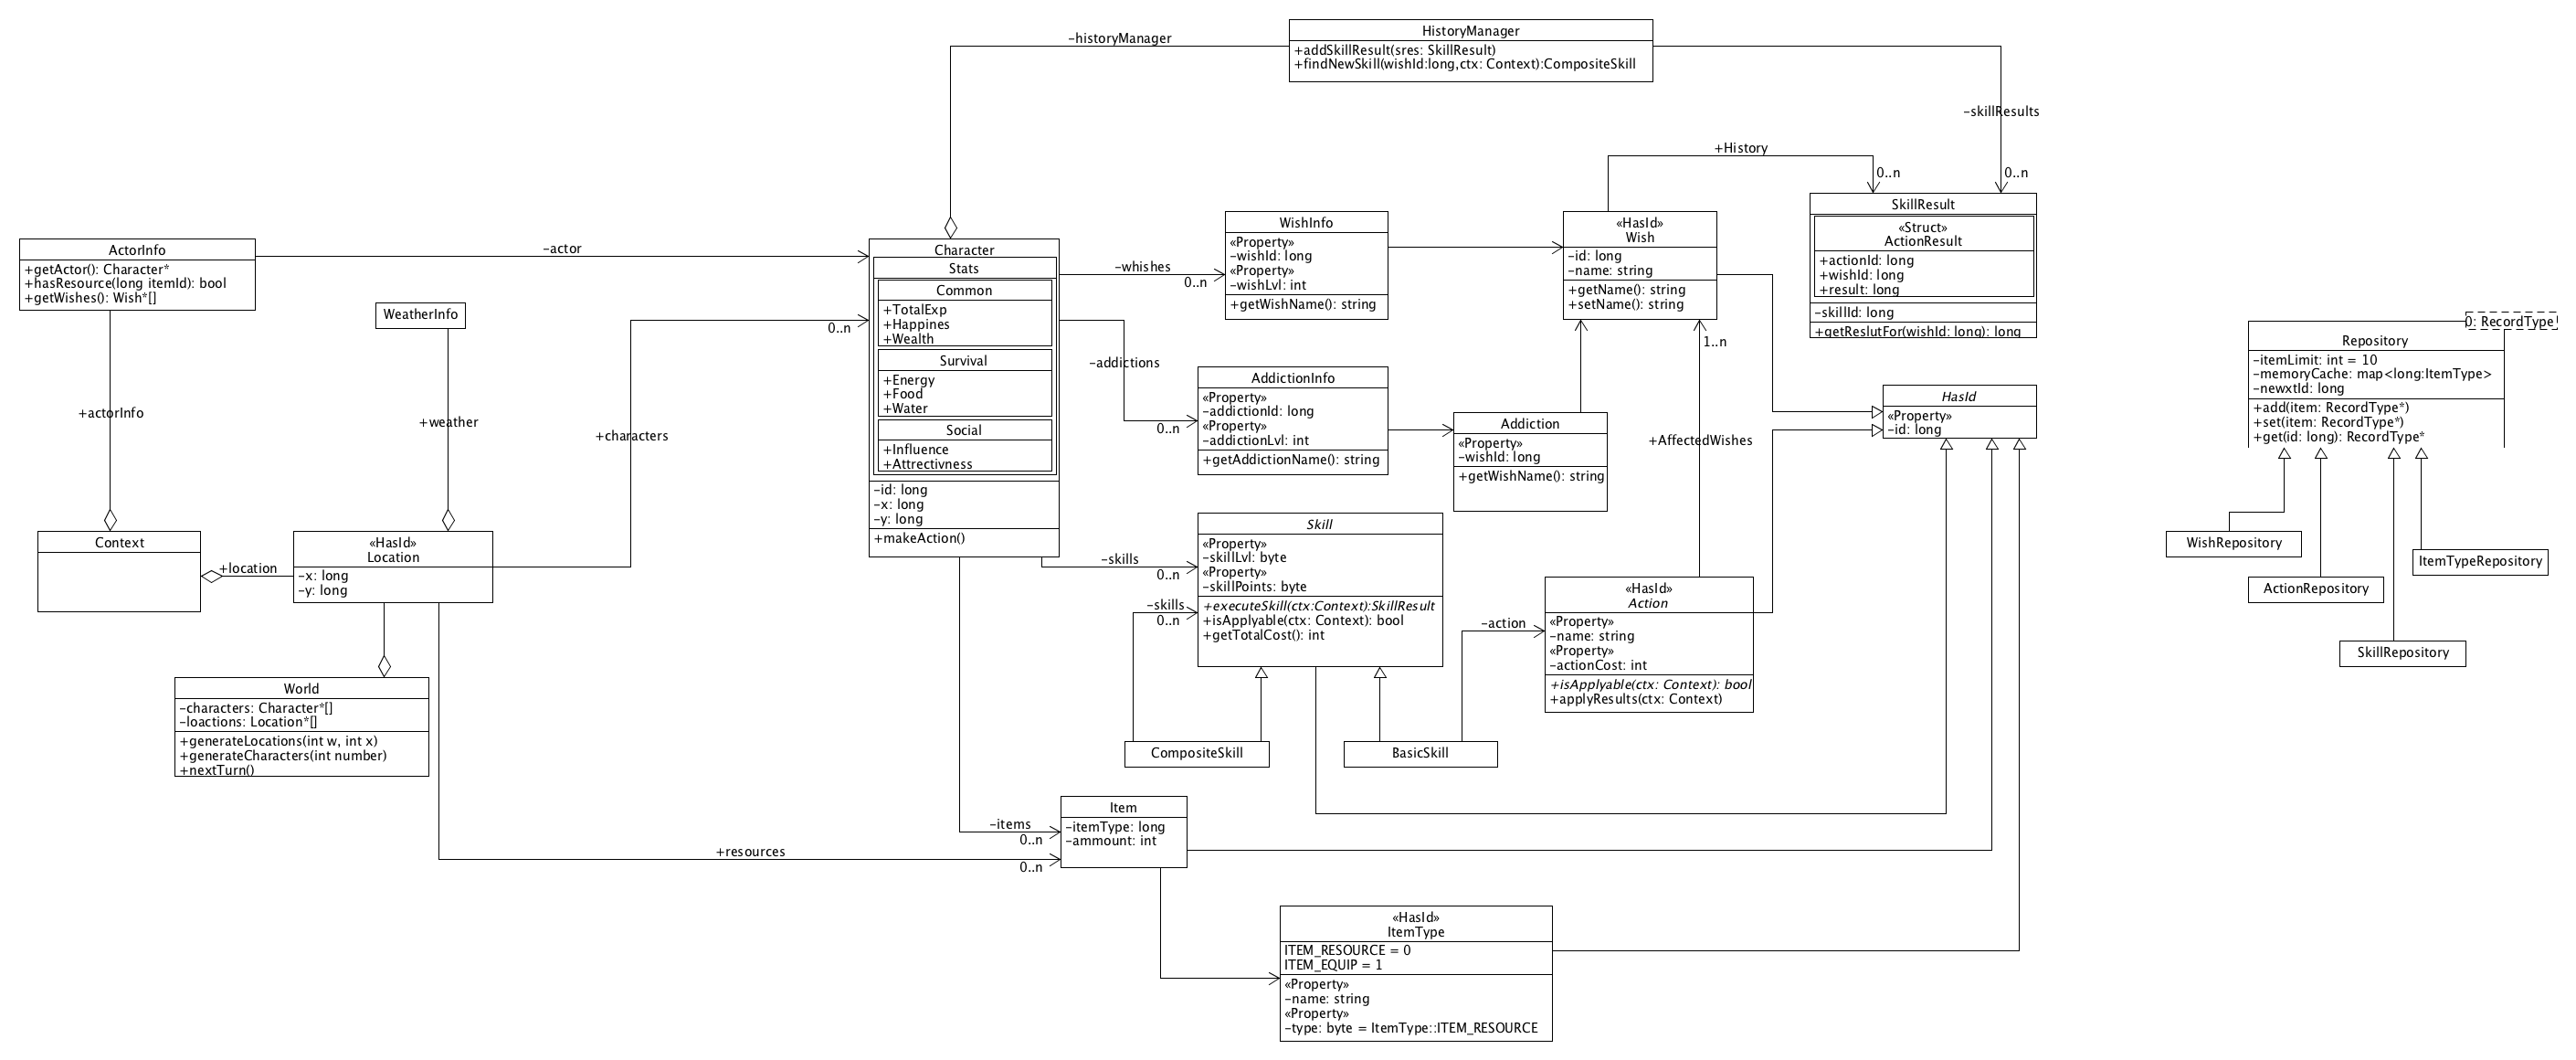 HistoryManager
+addSkillResult(sres: SkillResult)
+findNewSkill(wishId:long,ctx: Context):CompositeSkill
-historyManager
-skillResults
0..n
+History
0..n
SkillResult
«Struct»
ActionResult
+actionId: long
+wishId: long
+result: long
-skillId: long
+getReslutFor(wishId: long): long
ActorInfo
+getActor(): Character*
+hasResource(long itemId): bool
+getWishes(): Wish*[]
-actor
+actorInfo
WeatherInfo
+weather
Context
+location
«HasId»
Location
-x: long
-y: long
+characters
0..n
World
-characters: Character*[]
-loactions: Location*[]
+generateLocations(int w, int x)
+generateCharacters(int number)
+nextTurn()
+resources
0..n
Character
Stats
Common
+TotalExp
+Happines
+Wealth
Survival
+Energy
+Food
+Water
Social
+Influence
+Attrectivness
-id: long
-x: long
-y: long
+makeAction()
-whishes
0..n
WishInfo
«Property»
-wishId: long
«Property»
-wishLvl: int
+getWishName(): string
«HasId»
Wish
-id: long
-name: string
+getName(): string
+setName(): string
-addictions
0..n
AddictionInfo
«Property»
-addictionId: long
«Property»
-addictionLvl: int
+getAddictionName(): string
Addiction
«Property»
-wishId: long
+getWishName(): string
1..n
+AffectedWishes
HasId
«Property»
-id: long
-skills
0..n
Skill
«Property»
-skillLvl: byte
«Property»
-skillPoints: byte
+executeSkill(ctx:Context):SkillResult
+isApplyable(ctx: Context): bool
+getTotalCost(): int
-skills
0..n
CompositeSkill
BasicSkill
-action
«HasId»
Action
«Property»
-name: string
«Property»
-actionCost: int
+isApplyable(ctx: Context): bool
+applyResults(ctx: Context)
-items
0..n
Item
-itemType: long
-ammount: int
«HasId»
ItemType
ITEM_RESOURCE = 0
ITEM_EQUIP = 1
«Property»
-name: string
«Property»
-type: byte = ItemType::ITEM_RESOURCE
0: RecordType
Repository
-itemLimit: int = 10
-memoryCache: map<long:ItemType>
-newxtId: long
+add(item: RecordType*)
+set(item: RecordType*)
+get(id: long): RecordType*
WishRepository
ItemTypeRepository
ActionRepository
SkillRepository